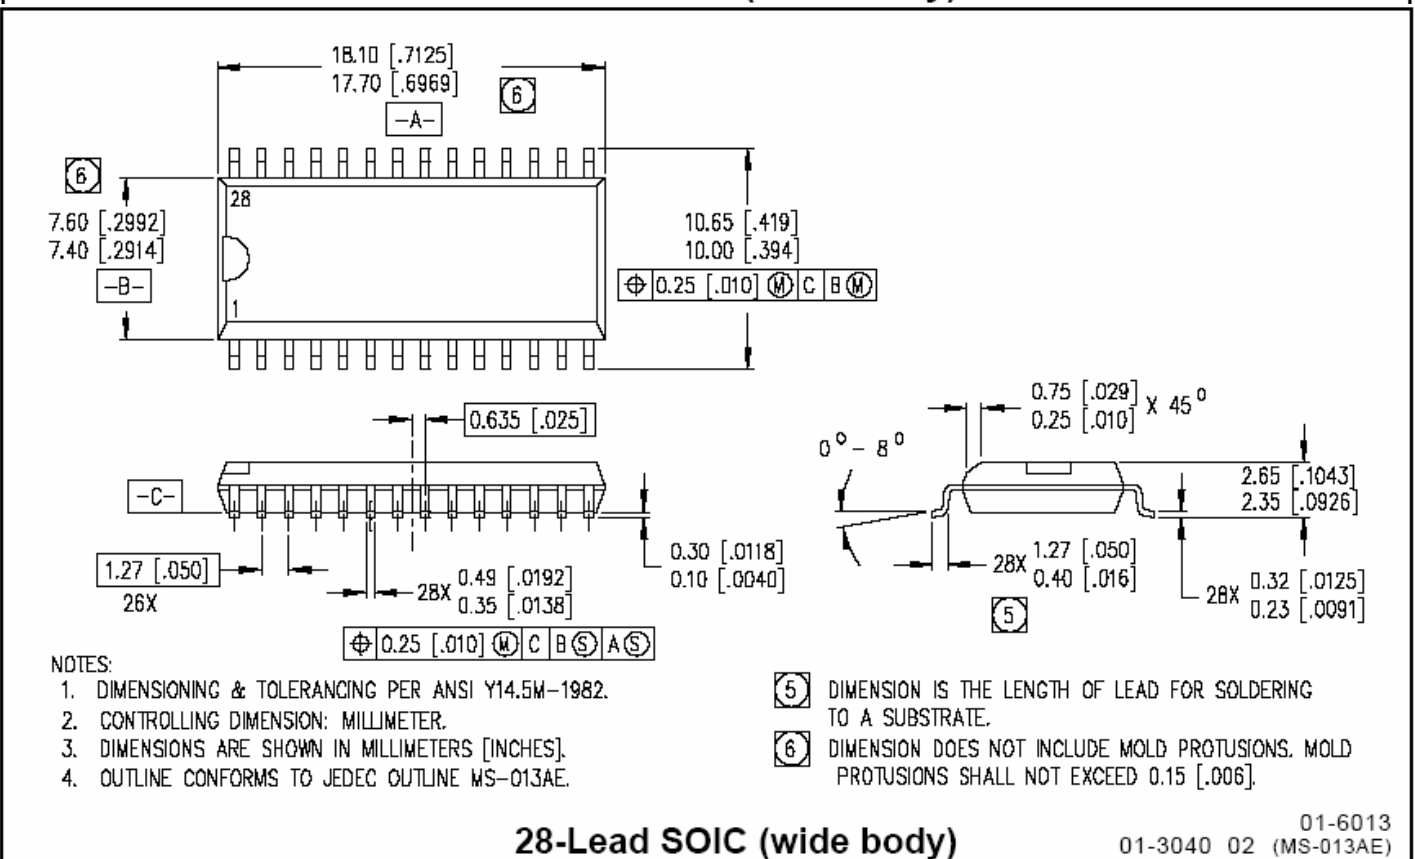 18.10 [.7125]
17.70 [.6969]
6
-A-
6
28
7.60 [.2992]
7.40 [.2914]
-B-
1
10.65 [.419]
10.00 [.394]
⌖ 0.25 [.010] Ⓜ C B Ⓜ
0.635 [.025]
-C-
1.27 [.050]
26X
28X 0.49 [.0192]
0.35 [.0138]
⌖ 0.25 [.010] Ⓜ C B Ⓢ A Ⓢ
0.30 [.0118]
0.10 [.0040]
0.75 [.029]
0.25 [.010] X 45°
0° - 8°
2.65 [.1043]
2.35 [.0926]
28X 1.27 [.050]
0.40 [.016]
5
28X 0.32 [.0125]
0.23 [.0091]
NOTES:
1. DIMENSIONING & TOLERANCING PER ANSI Y14.5M-1982.
2. CONTROLLING DIMENSION: MILLIMETER.
3. DIMENSIONS ARE SHOWN IN MILLIMETERS [INCHES].
4. OUTLINE CONFORMS TO JEDEC OUTLINE MS-013AE.
5 DIMENSION IS THE LENGTH OF LEAD FOR SOLDERING
TO A SUBSTRATE.
6 DIMENSION DOES NOT INCLUDE MOLD PROTUSIONS. MOLD
PROTUSIONS SHALL NOT EXCEED 0.15 [.006].
28-Lead SOIC (wide body)
01-6013
01-3040 02 (MS-013AE)